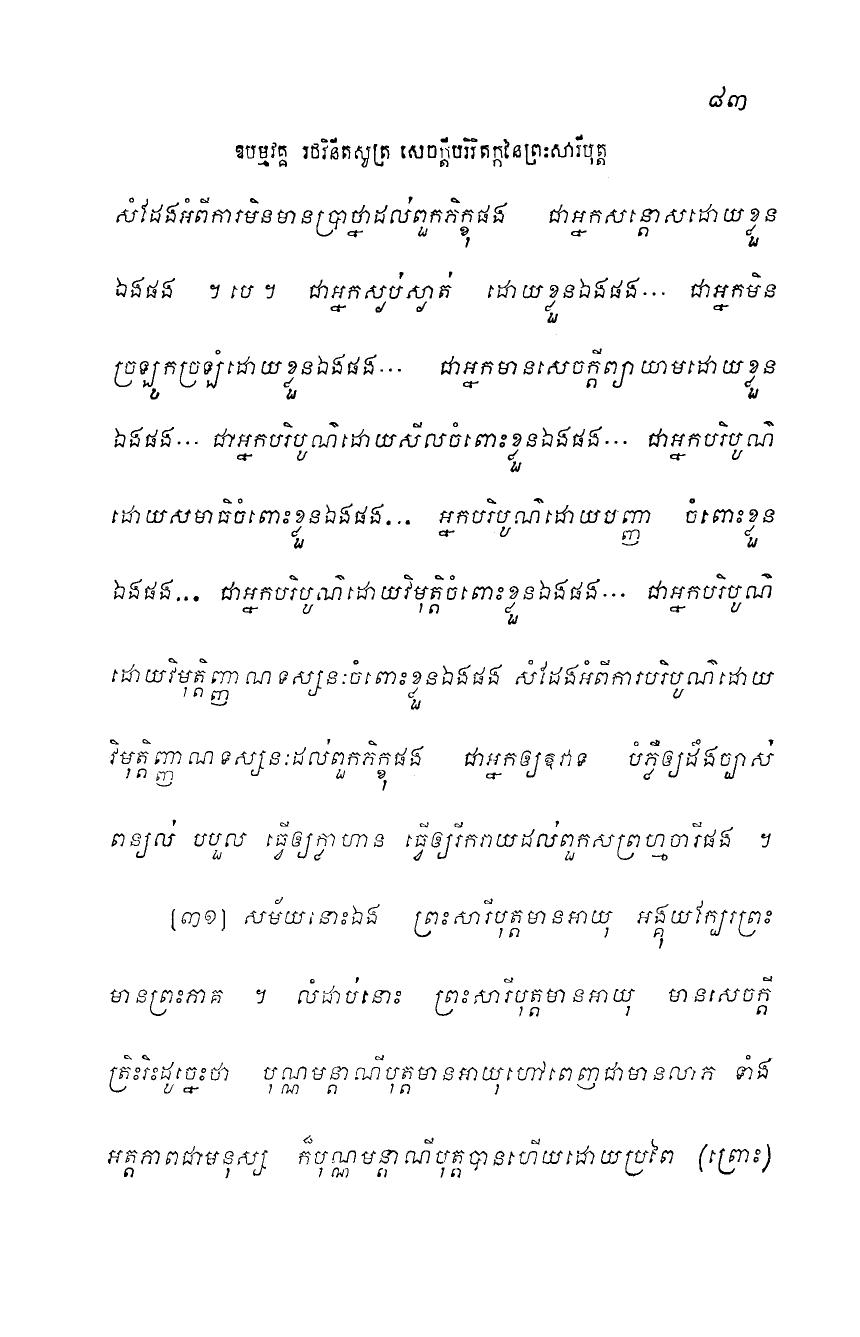 ៨៣
ឧបម្មវគ្គ រថវិនីតសូត្រ សេចក្តីបរិវិតក្កនៃព្រះសារីបុត្ត
សំដែងអំពីការមិនមានប្រាថ្នាដល់ពួកភិក្ខុផង ជាអ្នកសន្តោសដោយខ្លួន
ឯងផង ។ បេ ។ ជាអ្នកស្ងប់ស្ងាត់ ដោយខ្លួនឯងផង... ជាអ្នកមិន
ច្រឡូកច្រឡំដោយខ្លួនឯងផង... ជាអ្នកមានសេចក្តីព្យាយាមដោយខ្លួន
ឯងផង... ជាអ្នកបរិបូណ៌ដោយសីលចំពោះខ្លួនឯងផង... ជាអ្នកបរិបូណ៌
ដោយសមាធិចំពោះខ្លួនឯងផង... អ្នកបរិបូណ៌ដោយបញ្ញា ចំពោះខ្លួន
ឯងផង... ជាអ្នកបរិបូណ៌ដោយវិមុត្តិចំពោះខ្លួនឯងផង... ជាអ្នកបរិបូណ៌
ដោយវិមុត្តិញ្ញាណទស្សនៈចំពោះខ្លួនឯងផង សំដែងអំពីការបរិបូណ៌ដោយ
វិមុត្តិញ្ញាណទស្សនៈដល់ពួកភិក្ខុផង ជាអ្នកឲ្យឱវាទ បំភ្លឺឲ្យដឹងច្បាស់
ពន្យល់ បបួល ធ្វើឲ្យក្លាហាន ធ្វើឲ្យរីករាយដល់ពួកសព្រហ្មចារីផង ។
[៣១] សម័យនោះឯង ព្រះសារីបុត្តមានអាយុ អង្គុយក្បែរព្រះ
មានព្រះភាគ ។ លំដាប់នោះ ព្រះសារីបុត្តមានអាយុ មានសេចក្តី
ត្រិះរិះដូច្នេះថា បុណ្ណមន្តាណីបុត្តមានអាយុហៅពេញជាមានលាភ ទាំង
អត្តភាពជាមនុស្ស ក៏បុណ្ណមន្តាណីបុត្តបានហើយដោយប្រពៃ (ព្រោះ)